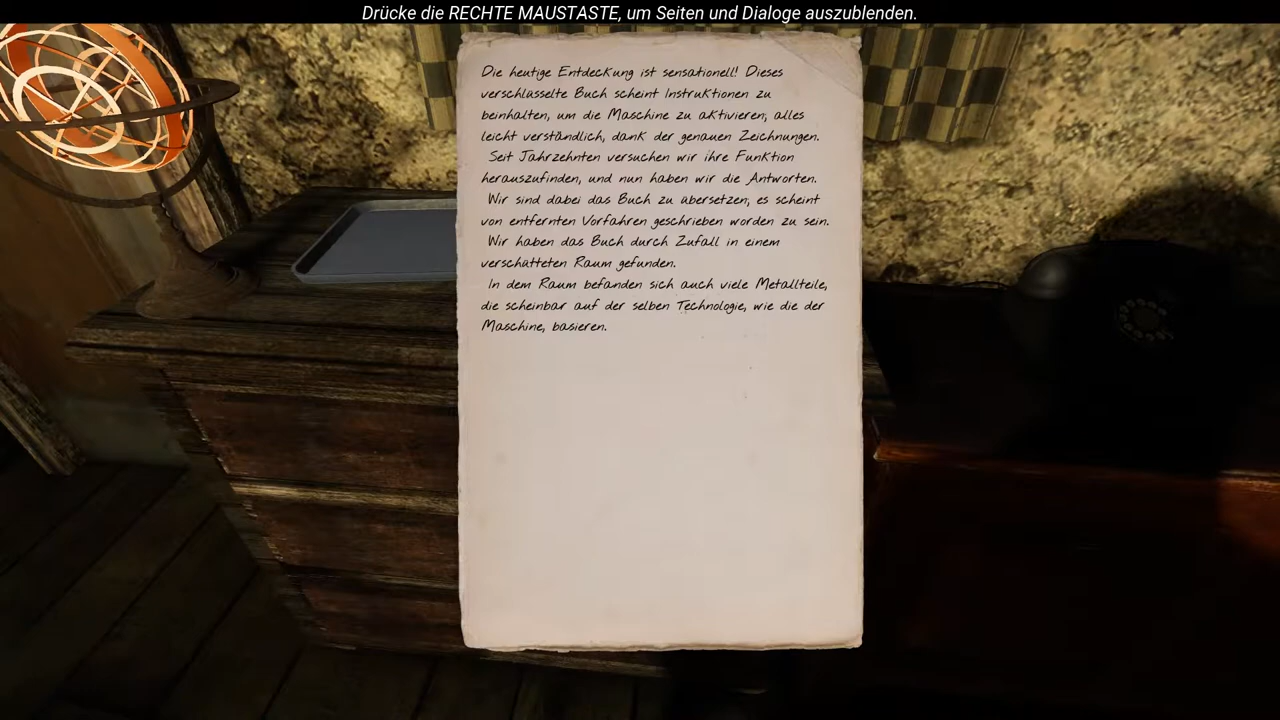 Drücke die RECHTE MAUSTASTE, um Seiten und Dialoge auszublenden.
Die heutige Entdeckung ist sensationell! Dieses
verschlüsselte Buch scheint Instruktionen zu
beinhalten, um die Maschine zu aktivieren; alles
leicht verständlich, dank der genauen Zeichnungen.
Seit Jahrzehnten versuchen wir ihre Funktion
herauszufinden, und nun haben wir die Antworten.
Wir sind dabei das Buch zu übersetzen; es scheint
von entfernten Vorfahren geschrieben worden zu sein.
Wir haben das Buch durch Zufall in einem
verschütteten Raum gefunden.
In dem Raum befanden sich auch viele Metallteile,
die scheinbar auf der selben Technologie, wie die der
Maschine, basieren.